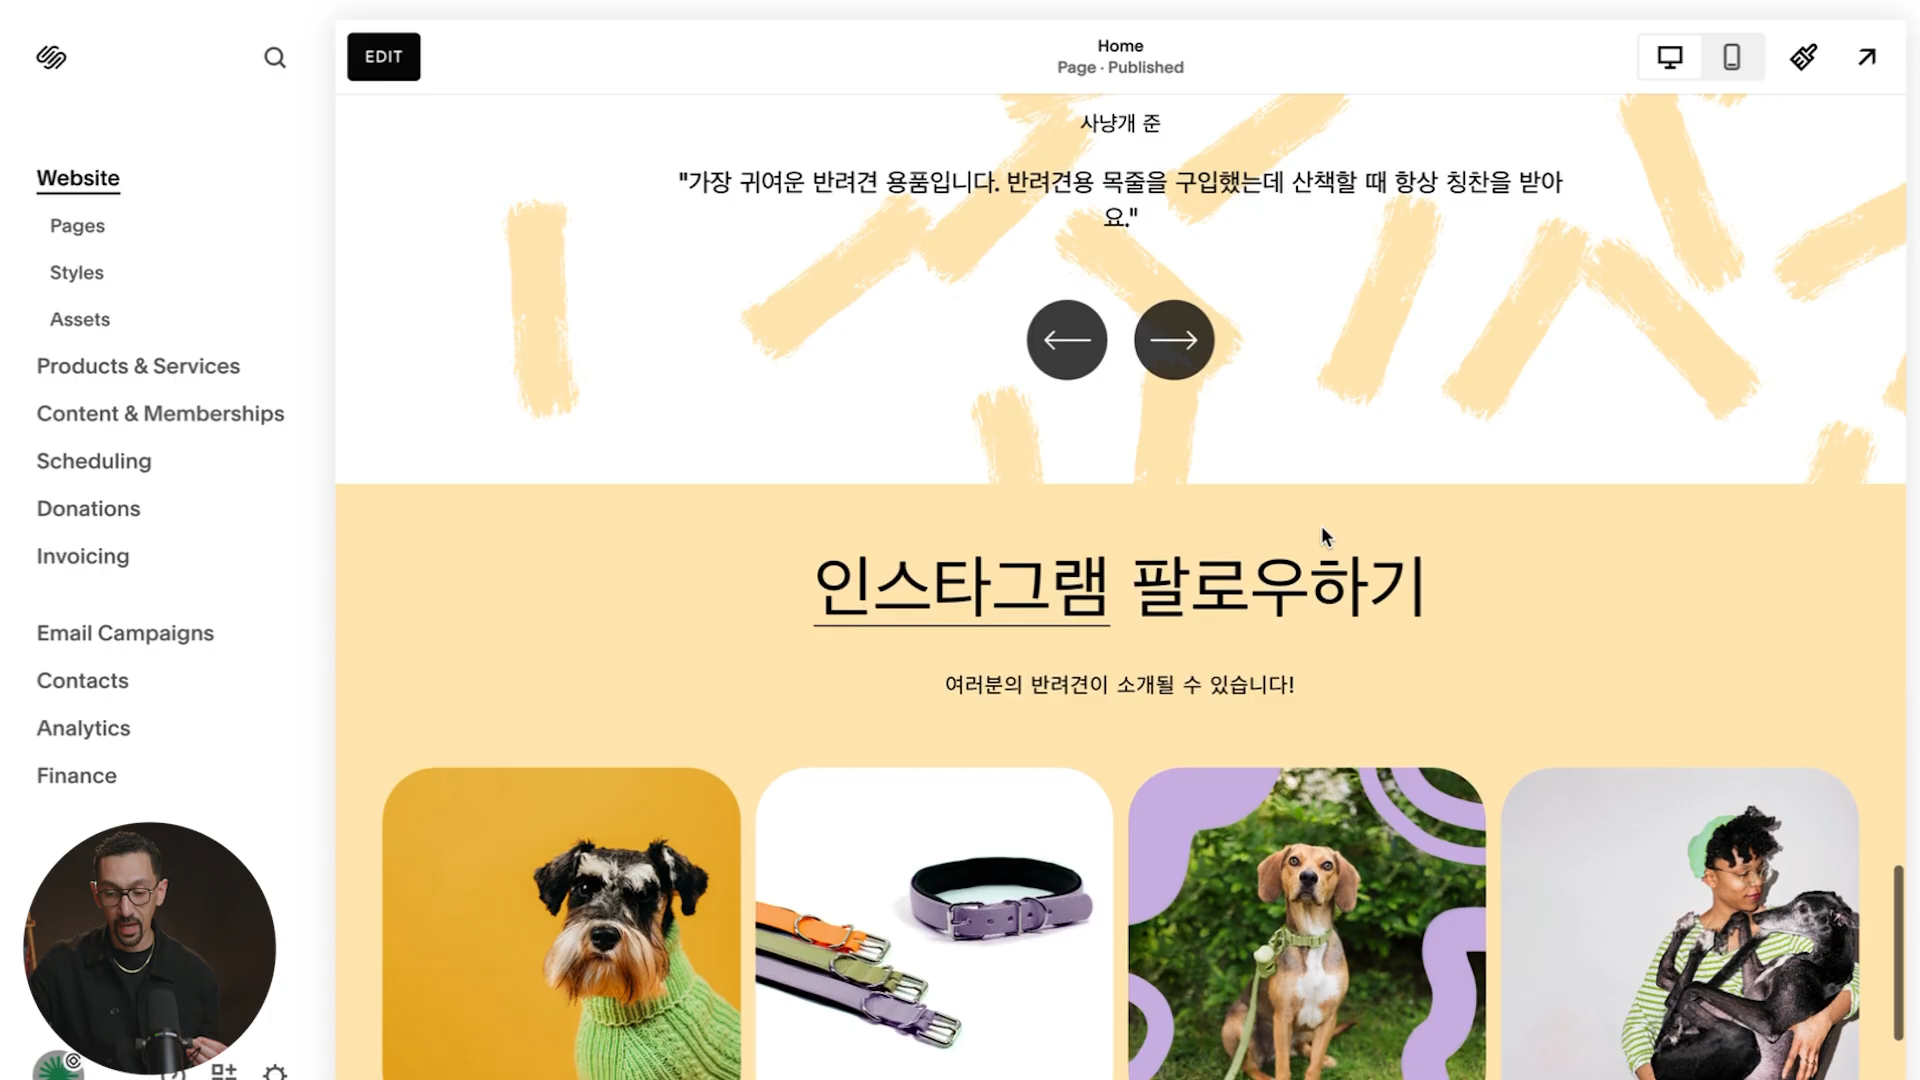 EDIT
Home
Page · Published
Website
Pages
Styles
Assets
Products & Services
Content & Memberships
Scheduling
Donations
Invoicing
Email Campaigns
Contacts
Analytics
Finance
사냥개 준
"가장 귀여운 반려견 용품입니다. 반려견용 목줄을 구입했는데 산책할 때 항상 칭찬을 받아
요."
인스타그램 팔로우하기
여러분의 반려견이 소개될 수 있습니다!